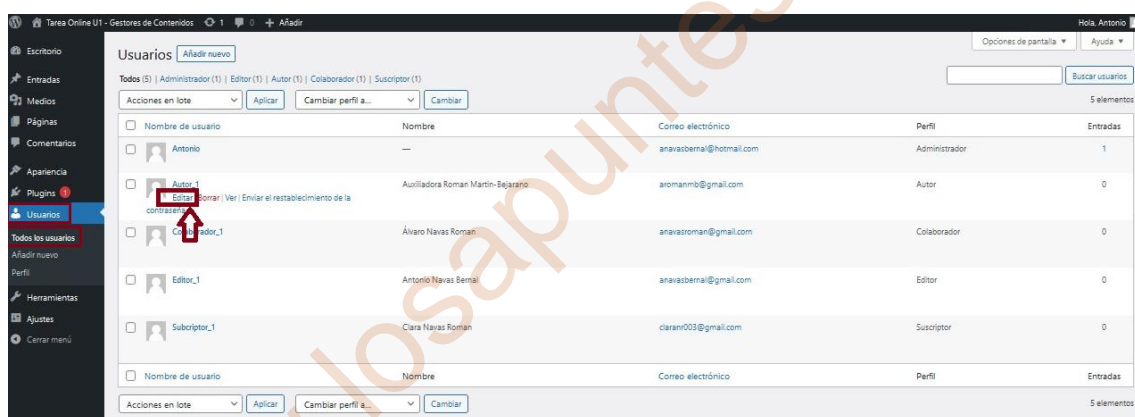 Tarea Online U1 - Gestores de Contenidos 1 0 + Añadir Hola, Antonio
Opciones de pantalla ▼ Ayuda ▼
Escritorio
Entradas
Medios
Páginas
Comentarios
Apariencia
Plugins 1
Usuarios
Todos los usuarios
Añadir nuevo
Perfil
Herramientas
Ajustes
Cerrar menú
Usuarios Añadir nuevo
Todos (5) | Administrador (1) | Editor (1) | Autor (1) | Colaborador (1) | Suscriptor (1)
Buscar usuarios
Acciones en lote Aplicar Cambiar perfil a... Cambiar 5 elementos
Nombre de usuario Nombre Correo electrónico Perfil Entradas
Antonio — anavasbernal@hotmail.com Administrador 1
Autor_1 Auxiliadora Roman Martin-Bejarano aromanmb@gmail.com Autor 0
Editar | Borrar | Ver | Enviar el restablecimiento de la
contraseña
Colaborador_1 Álvaro Navas Roman anavasroman@gmail.com Colaborador 0
Editor_1 Antonio Navas Bernal anavasbernal@gmail.com Editor 0
Subcriptor_1 Clara Navas Roman claranr003@gmail.com Suscriptor 0
Nombre de usuario Nombre Correo electrónico Perfil Entradas
Acciones en lote Aplicar Cambiar perfil a... Cambiar 5 elementos
losapuntes